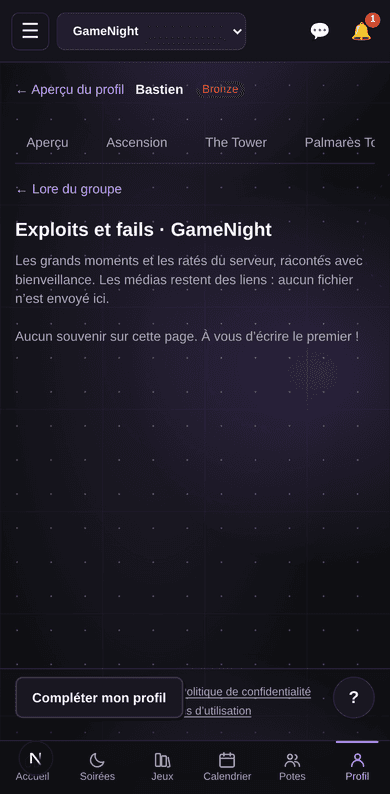 GameNight
1
← Aperçu du profil Bastien Bronze
Aperçu Ascension The Tower Palmarès
← Lore du groupe
Exploits et fails · GameNight
Les grands moments et les ratés du serveur, racontés avec
bienveillance. Les médias restent des liens : aucun fichier
n'est envoyé ici.
Aucun souvenir sur cette page. À vous d'écrire le premier !
Compléter mon profil
olitique de confidentialité
s d'utilisation
?
N
Accueil Soirées Jeux Calendrier Potes Profil